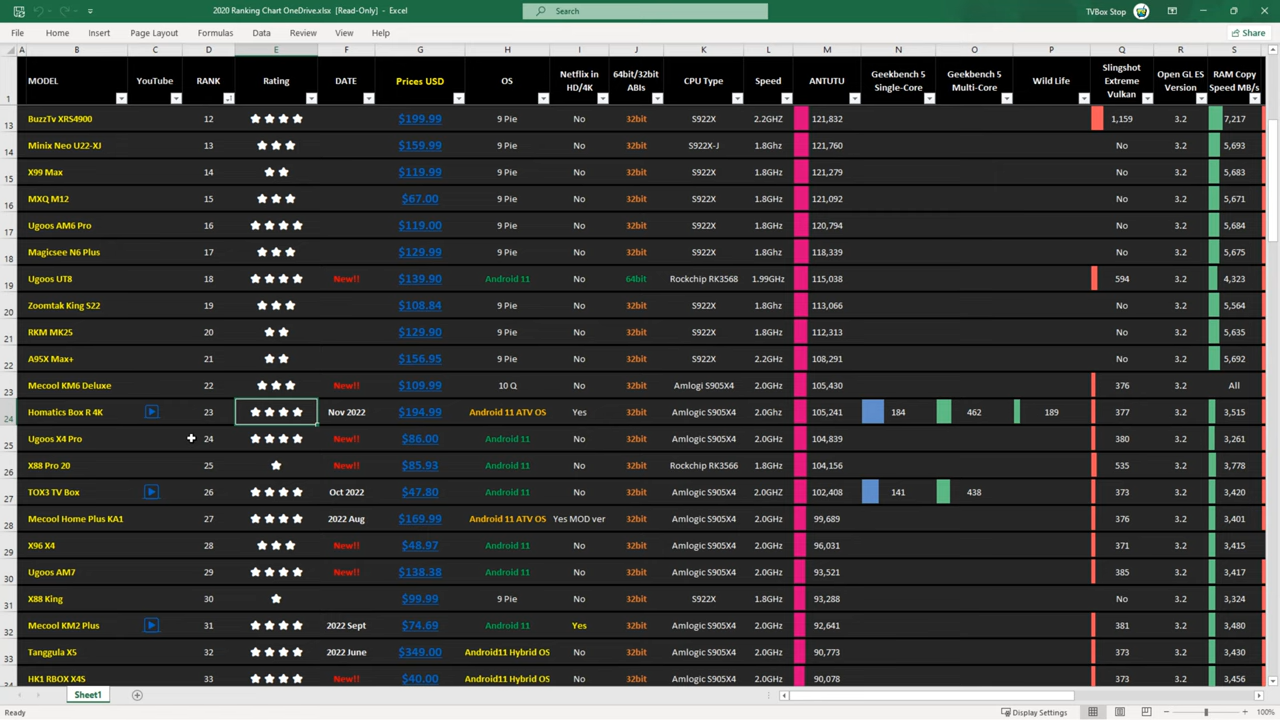 2020 Ranking Chart OneDrive.xlsx [Read-Only] - Excel
Search
TVBox Stop
File Home Insert Page Layout Formulas Data Review View Help
Share
A B C D E F G H I J K L M N O P Q R S
1 MODEL YouTube RANK Rating DATE Prices USD OS Netflix in HD/4K 64bit/32bit ABIs CPU Type Speed ANTUTU Geekbench 5 Single-Core Geekbench 5 Multi-Core Wild Life Slingshot Extreme Vulkan Open GL ES Version RAM Copy Speed MB/s
13 BuzzTv XRS4900 12 $199.99 9 Pie No 32bit S922X 2.2GHZ 121,832 1,159 3.2 7,217
14 Minix Neo U22-XJ 13 $159.99 9 Pie No 32bit S922X-J 1.8Ghz 121,760 No 3.2 5,693
15 X99 Max 14 $119.99 9 Pie No 32bit S922X 1.8GHz 121,279 No 3.2 5,683
16 MXQ M12 15 $67.00 9 Pie No 32bit S922X 1.8GHz 121,092 No 3.2 5,671
17 Ugoos AM6 Pro 16 $119.00 9 Pie No 32bit S922X 1.8GHz 120,794 No 3.2 5,684
18 Magicsee N6 Plus 17 $129.99 9 Pie No 32bit S922X 1.8GHz 118,339 No 3.2 5,675
19 Ugoos UT8 18 New!! $139.90 Android 11 No 64bit Rockchip RK3568 1.99GHz 115,038 594 3.2 4,323
20 Zoomtak King S22 19 $108.84 9 Pie No 32bit S922X 1.8GHz 113,066 No 3.2 5,564
21 RKM MK25 20 $129.90 9 Pie No 32bit S922X 1.8GHz 112,313 No 3.2 5,635
22 A95X Max+ 21 $156.95 9 Pie No 32bit S922X 2.2GHz 108,291 No 3.2 5,692
23 Mecool KM6 Deluxe 22 New!! $109.99 10 Q No 32bit Amlogi S905X4 2.0GHz 105,430 376 3.2 All
24 Homatics Box R 4K 23 Nov 2022 $194.99 Android 11 ATV OS Yes 32bit Amlogic S905X4 2.0GHz 105,241 184 462 189 377 3.2 3,515
25 Ugoos X4 Pro 24 New!! $86.00 Android 11 No 32bit Amlogic S905X4 2.0GHz 104,839 380 3.2 3,261
26 X88 Pro 20 25 New!! $85.93 Android 11 No 32bit Rockchip RK3566 1.8GHz 104,156 535 3.2 3,778
27 TOX3 TV Box 26 Oct 2022 $47.80 Android 11 No 32bit Amlogic S905X4 2.0GHZ 102,408 141 438 373 3.2 3,420
28 Mecool Home Plus KA1 27 2022 Aug $169.99 Android 11 ATV OS Yes MOD ver 32bit Amlogic S905X4 2.0GHz 99,689 376 3.2 3,401
29 X96 X4 28 New!! $48.97 Android 11 No 32bit Amlogic S905X4 2.0GHz 96,031 371 3.2 3,415
30 Ugoos AM7 29 New!! $138.38 Android 11 No 32bit Amlogic S905X4 2.0GHz 93,521 385 3.2 3,417
31 X88 King 30 $99.99 9 Pie No 32bit S922X 1.8GHz 93,288 No 3.2 3,324
32 Mecool KM2 Plus 31 2022 Sept $74.69 Android 11 Yes 32bit Amlogic S905X4 2.0GHz 92,641 381 3.2 3,480
33 Tanggula X5 32 2022 June $349.00 Android11 Hybrid OS No 32bit Amlogic S905X4 2.0GHz 90,773 373 3.2 3,430
HK1 RBOX X4S 33 New!! $40.00 Android11 Hybrid OS No 32bit Amlogic S905X4 2.0GHz 90,078 373 3.2 3,456
Sheet1
Ready
Display Settings
100%